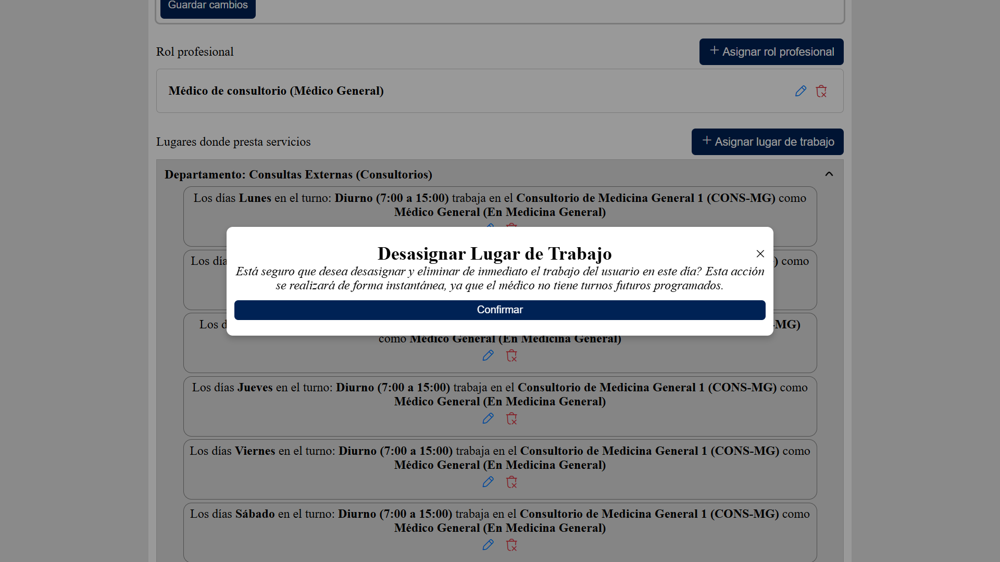 Guardar cambios
Rol profesional
+ Asignar rol profesional
Médico de consultorio (Médico General)
Lugares donde presta servicios
+ Asignar lugar de trabajo
Departamento: Consultas Externas (Consultorios)
Los días Lunes en el turno: Diurno (7:00 a 15:00) trabaja en el Consultorio de Medicina General 1 (CONS-MG) como
Médico General (En Medicina General)
Desasignar Lugar de Trabajo
Está seguro que desea desasignar y eliminar de inmediato el trabajo del usuario en este día? Esta acción
se realizará de forma instantánea, ya que el médico no tiene turnos futuros programados.
Confirmar
Los día
) como
Los d
-MG)
como Médico General (En Medicina General)
Los días Jueves en el turno: Diurno (7:00 a 15:00) trabaja en el Consultorio de Medicina General 1 (CONS-MG) como
Médico General (En Medicina General)
Los días Viernes en el turno: Diurno (7:00 a 15:00) trabaja en el Consultorio de Medicina General 1 (CONS-MG) como
Médico General (En Medicina General)
Los días Sábado en el turno: Diurno (7:00 a 15:00) trabaja en el Consultorio de Medicina General 1 (CONS-MG) como
Médico General (En Medicina General)